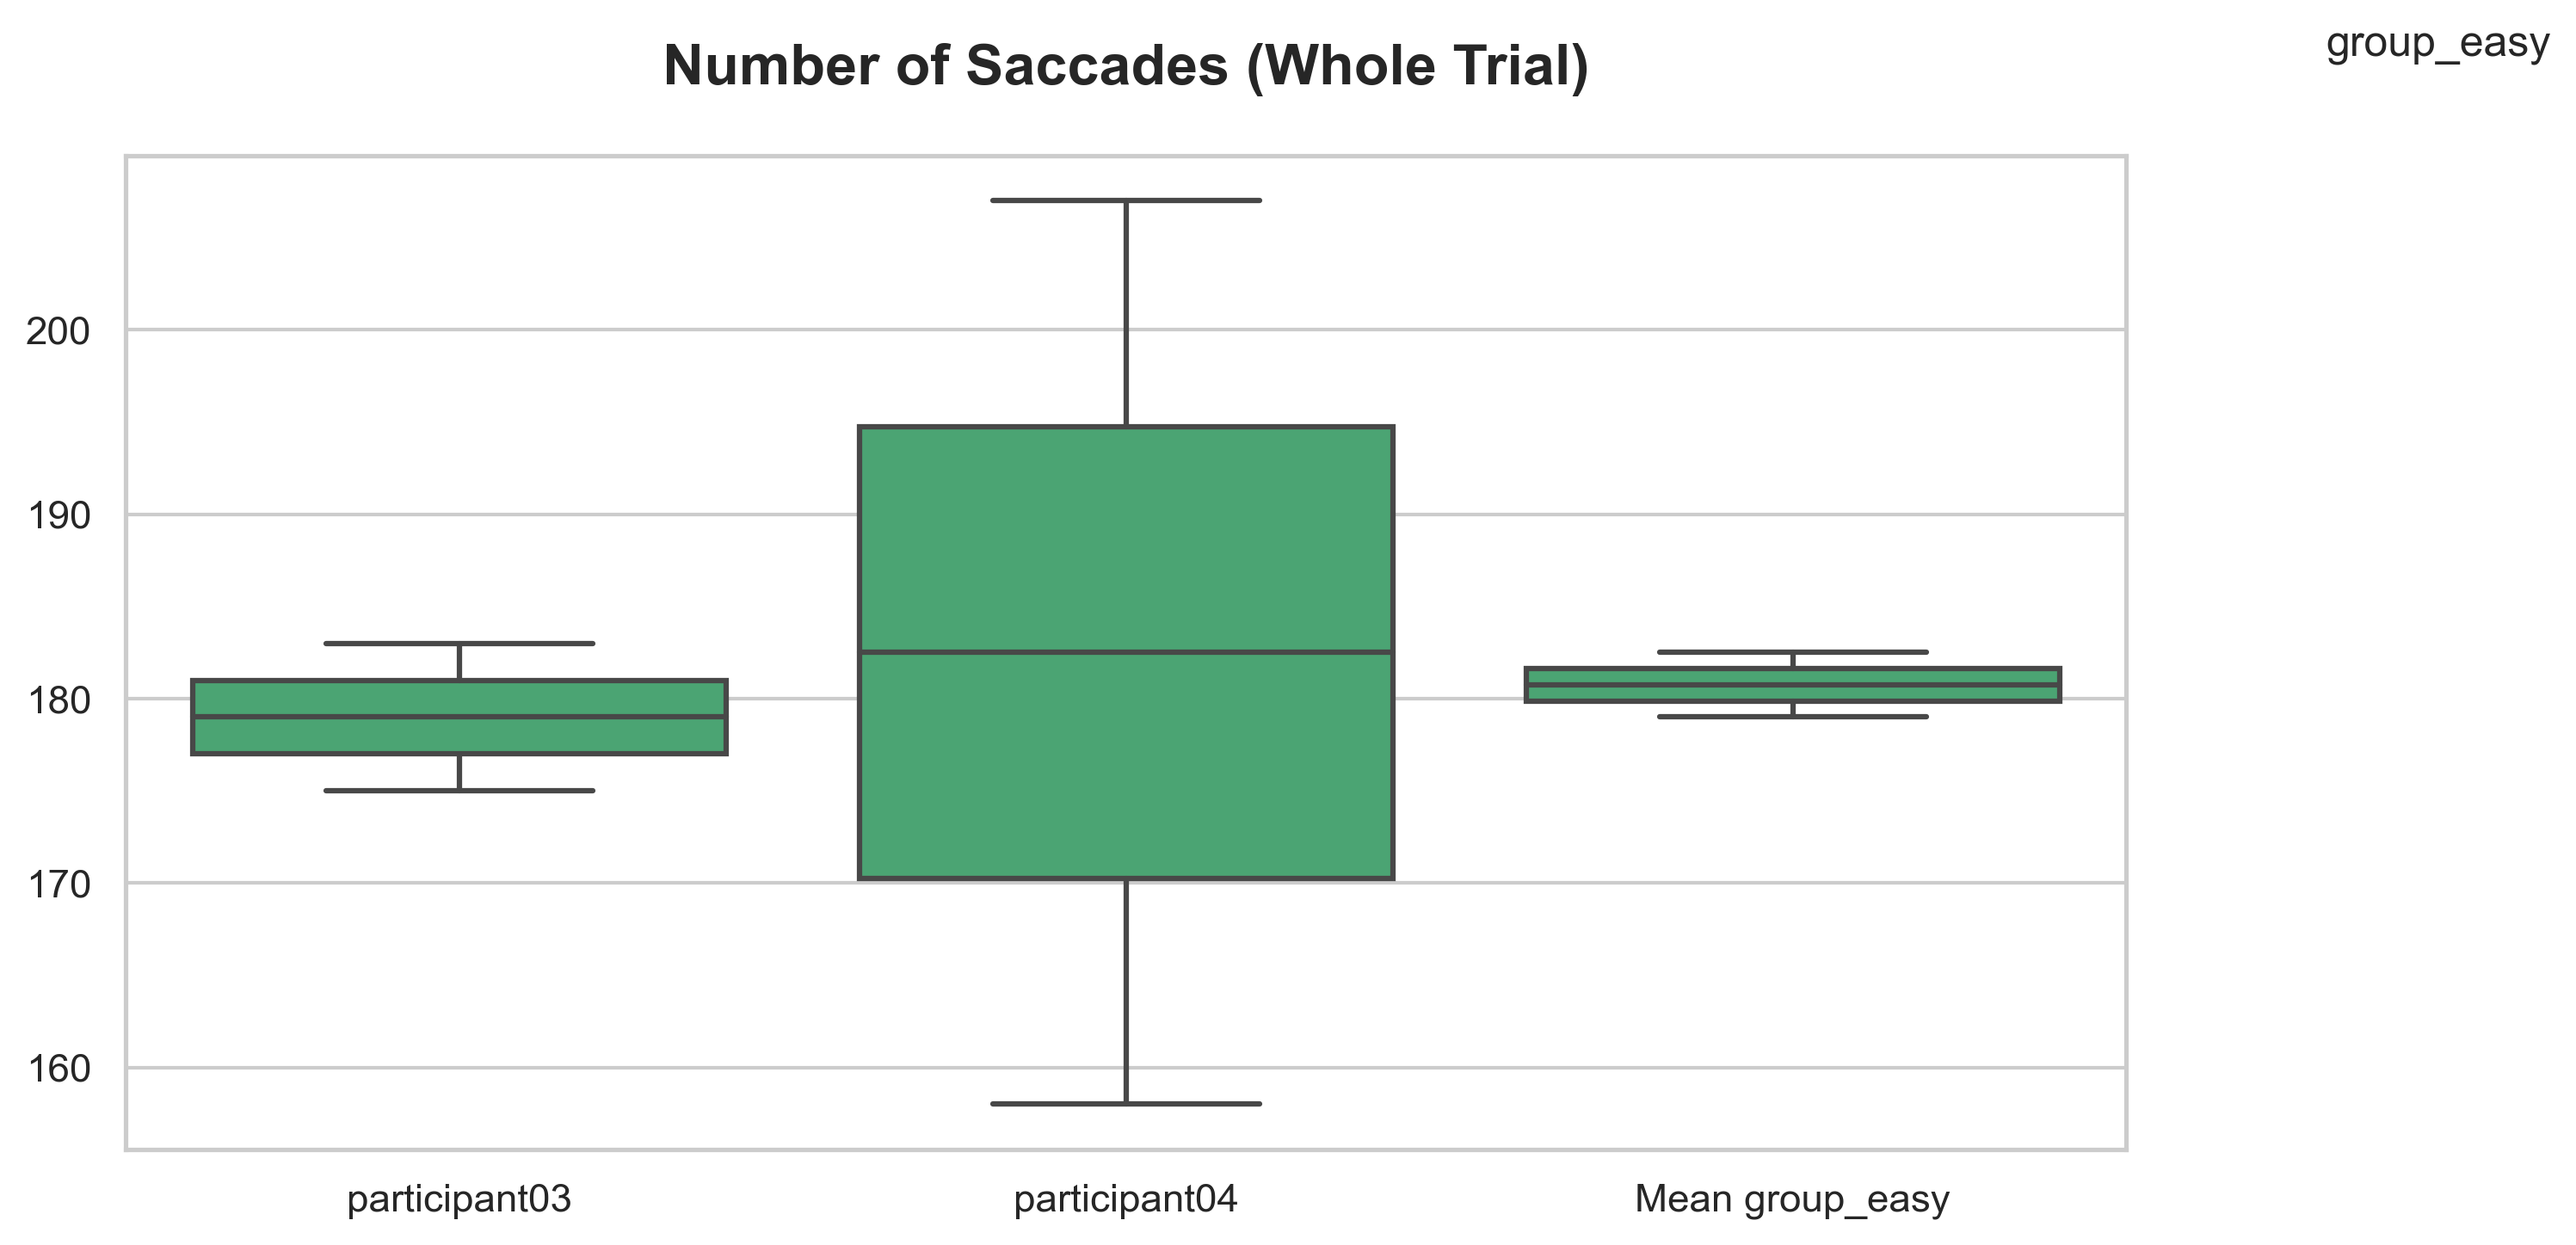 group_easy
Number of Saccades (Whole Trial)
200
190
180
170
160
participant03 participant04 Mean group_easy